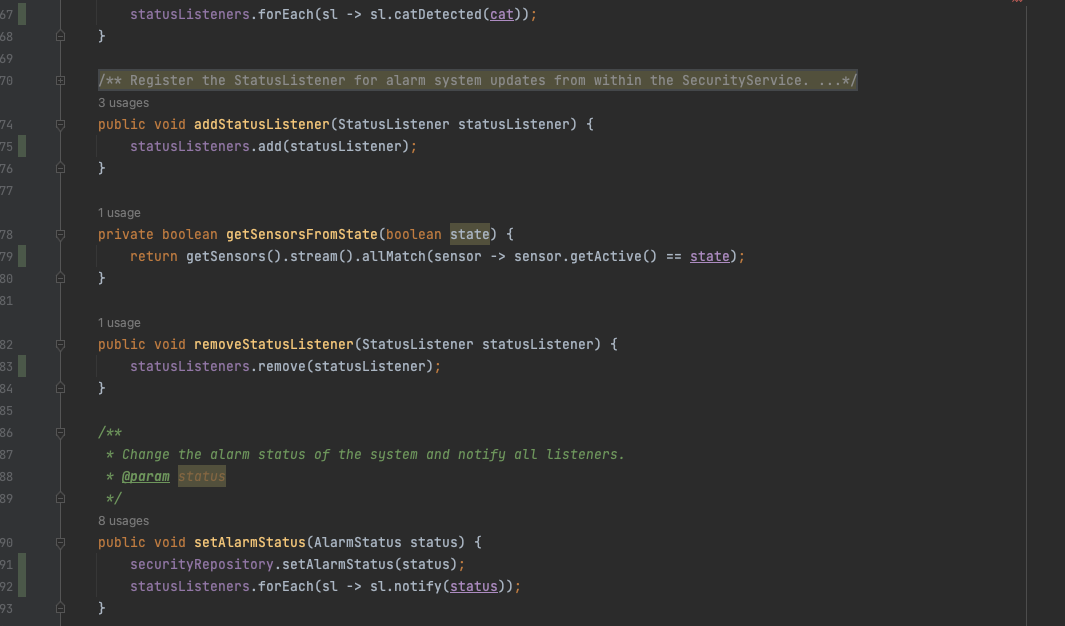 67 statusListeners.forEach(sl -> sl.catDetected(cat));
68 }
69
70 /** Register the StatusListener for alarm system updates from within the SecurityService. ...*/
3 usages
74 public void addStatusListener(StatusListener statusListener) {
75 statusListeners.add(statusListener);
76 }
77
1 usage
78 private boolean getSensorsFromState(boolean state) {
79 return getSensors().stream().allMatch(sensor -> sensor.getActive() == state);
80 }
81
1 usage
82 public void removeStatusListener(StatusListener statusListener) {
83 statusListeners.remove(statusListener);
84 }
85
86 /**
87 * Change the alarm status of the system and notify all listeners.
88 * @param status
89 */
8 usages
90 public void setAlarmStatus(AlarmStatus status) {
91 securityRepository.setAlarmStatus(status);
92 statusListeners.forEach(sl -> sl.notify(status));
93 }